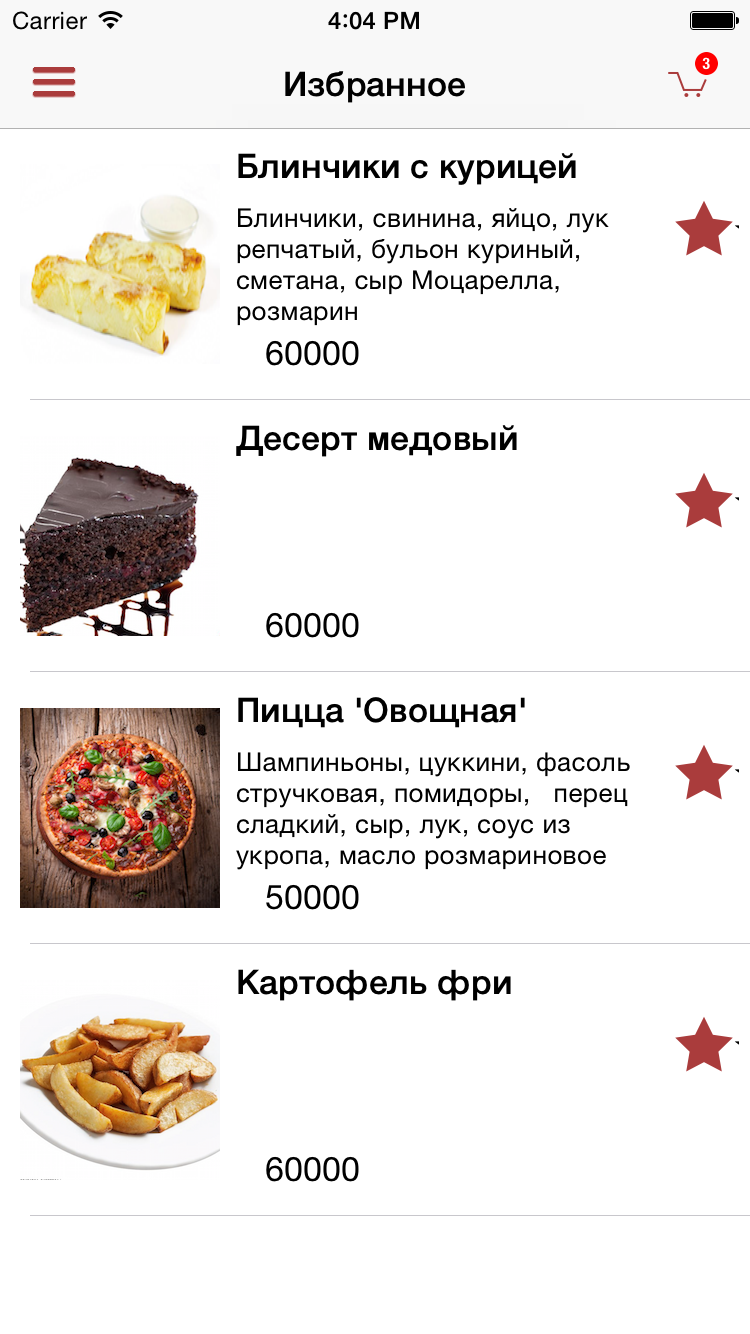 Carrier 4:04 PM
Избранное
3
Блинчики с курицей
Блинчики, свинина, яйцо, лук
репчатый, бульон куриный,
сметана, сыр Моцарелла,
розмарин
60000
Десерт медовый
60000
Пицца 'Овощная'
Шампиньоны, цуккини, фасоль
стручковая, помидоры, перец
сладкий, сыр, лук, соус из
укропа, масло розмариновое
50000
Картофель фри
60000